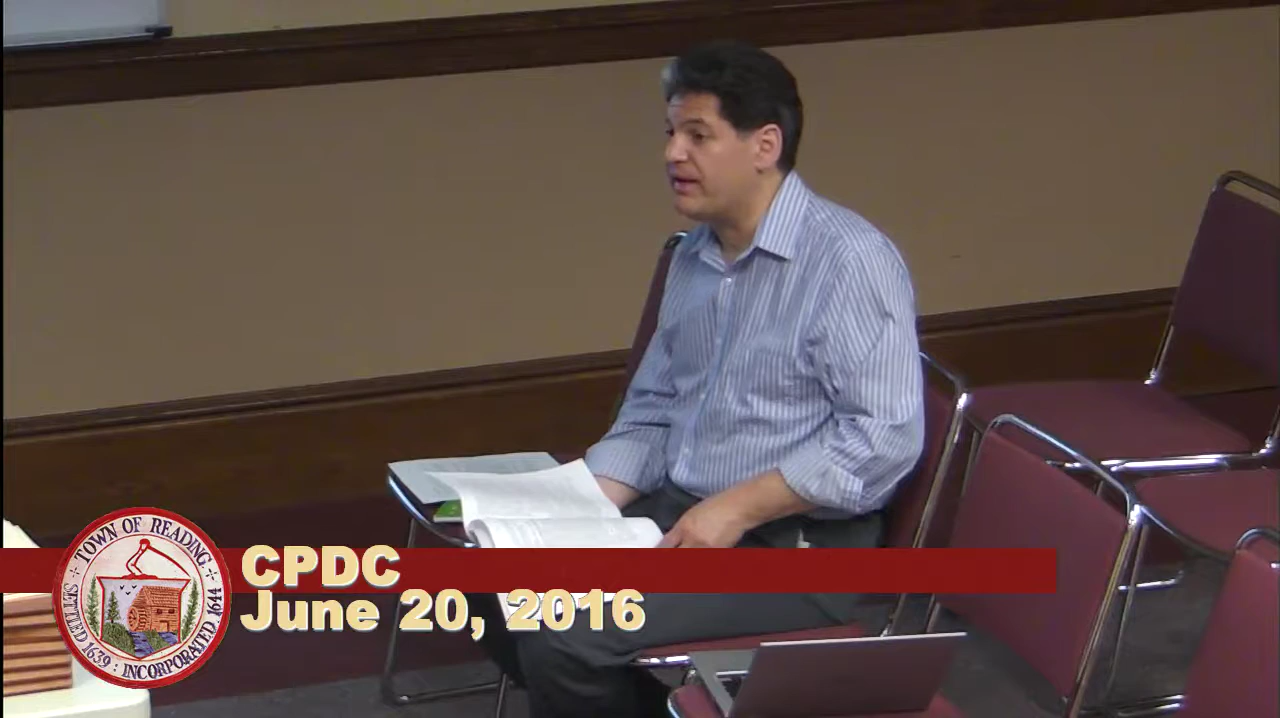 CPDC
June 20, 2016
TOWN OF READING
SETTLED 1639 : INCORPORATED 1644